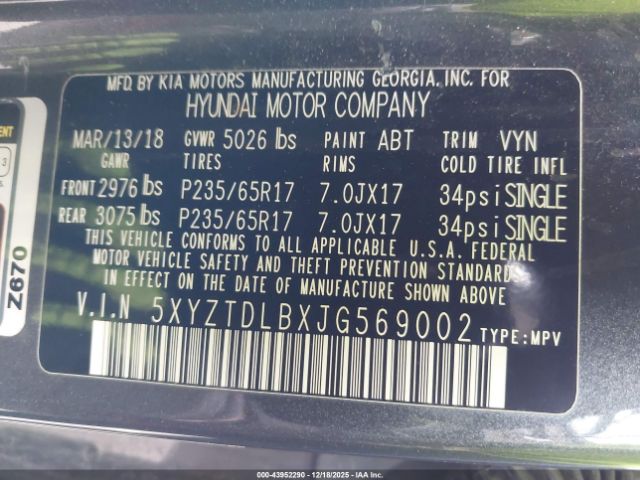 MFD. BY KIA MOTORS MANUFACTURING GEORGIA, INC. FOR
HYUNDAI MOTOR COMPANY
MAR/13/18 GVWR 5026 lbs PAINT ABT TRIM VYN
GAWR TIRES RIMS COLD TIRE INFL
FRONT 2976 lbs P235/65R17 7.0JX17 34psi SINGLE
REAR 3075 lbs P235/65R17 7.0JX17 34psi SINGLE
THIS VEHICLE CONFORMS TO ALL APPLICABLE U.S.A. FEDERAL
MOTOR VEHICLE SAFETY AND THEFT PREVENTION STANDARDS
IN EFFECT ON THE DATE OF MANUFACTURE SHOWN ABOVE
V.I.N 5XYZTDLBXJG569002 TYPE:MPV
Z670
3
000-43952290 - 12/18/2025 - IAA Inc.